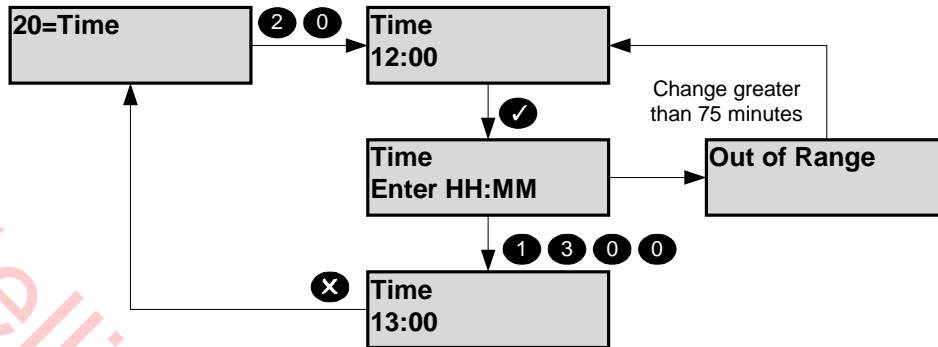 20=Time
2 0
Time
12:00
Change greater
than 75 minutes
✓
Time
Enter HH:MM
Out of Range
1 3 0 0
X
Time
13:00